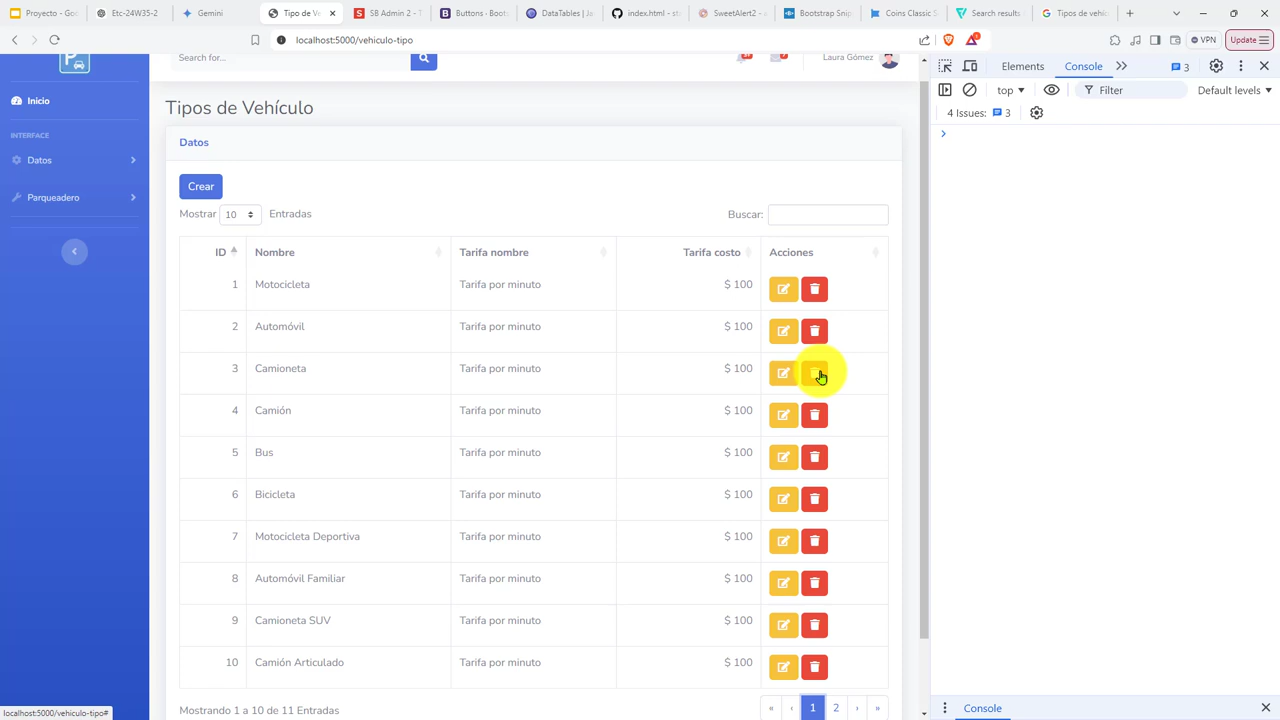 Proyecto - Goo
Etc-24W35-2
Gemini
Tipo de Ve
SB Admin 2 - T
Buttons · Boots
DataTables | Ja
index.html - sta
SweetAlert2 - a
Bootstrap Snip
Coins Classic S
Search results
Tipos de vehíc
localhost:5000/vehiculo-tipo
VPN
Update
Search for...
Laura Gómez
Inicio
INTERFACE
Datos
Parqueadero
Tipos de Vehículo
Datos
Crear
Mostrar 10 Entradas
Buscar:
ID Nombre Tarifa nombre Tarifa costo Acciones
1 Motocicleta Tarifa por minuto $ 100
2 Automóvil Tarifa por minuto $ 100
3 Camioneta Tarifa por minuto $ 100
4 Camión Tarifa por minuto $ 100
5 Bus Tarifa por minuto $ 100
6 Bicicleta Tarifa por minuto $ 100
7 Motocicleta Deportiva Tarifa por minuto $ 100
8 Automóvil Familiar Tarifa por minuto $ 100
9 Camioneta SUV Tarifa por minuto $ 100
10 Camión Articulado Tarifa por minuto $ 100
Mostrando 1 a 10 de 11 Entradas
« ‹ 1 2 › »
localhost:5000/vehiculo-tipo#
Elements Console 3
top Filter Default levels
4 Issues: 3
Console